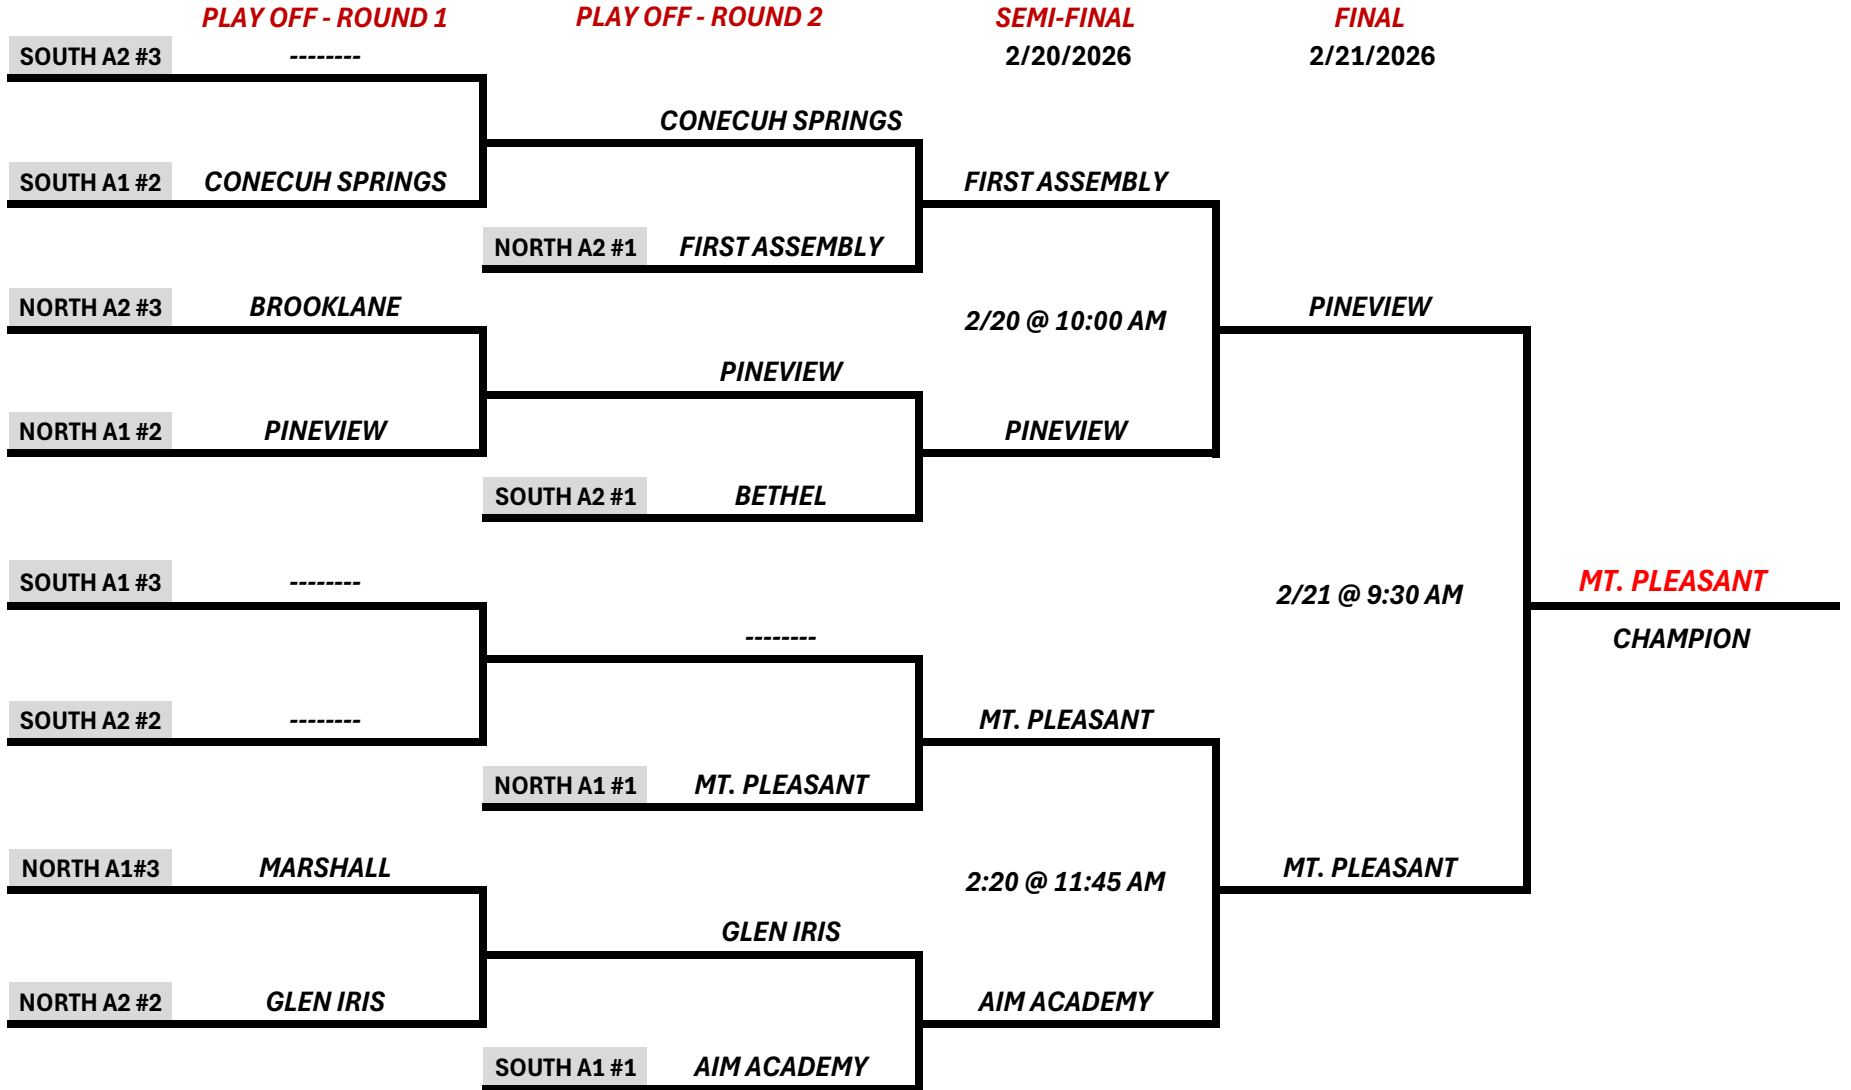 PLAY OFF - ROUND 1 PLAY OFF - ROUND 2 SEMI-FINAL FINAL
SOUTH A2 #3 -------- 2/20/2026 2/21/2026
CONECUH SPRINGS
SOUTH A1 #2 CONECUH SPRINGS FIRST ASSEMBLY
NORTH A2 #1 FIRST ASSEMBLY
NORTH A2 #3 BROOKLANE 2/20 @ 10:00 AM PINEVIEW
PINEVIEW
NORTH A1 #2 PINEVIEW PINEVIEW
SOUTH A2 #1 BETHEL
SOUTH A1 #3 -------- 2/21 @ 9:30 AM MT. PLEASANT
-------- CHAMPION
SOUTH A2 #2 -------- MT. PLEASANT
NORTH A1 #1 MT. PLEASANT
NORTH A1#3 MARSHALL 2:20 @ 11:45 AM MT. PLEASANT
GLEN IRIS
NORTH A2 #2 GLEN IRIS AIM ACADEMY
SOUTH A1 #1 AIM ACADEMY